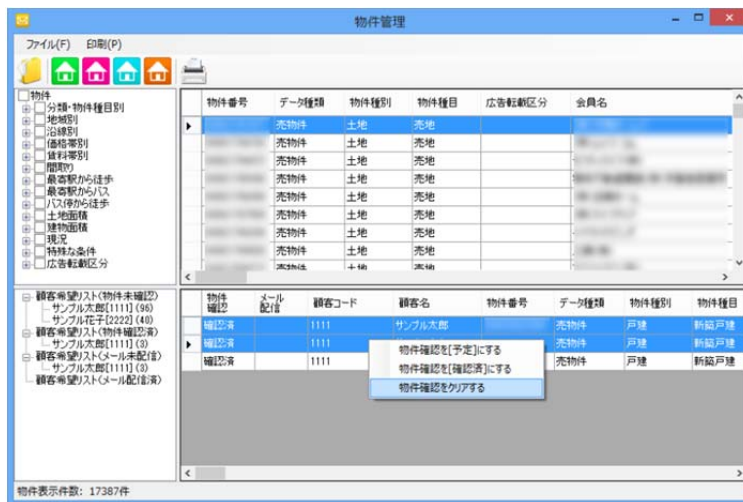 物件管理
ファイル(F) 印刷(P)
物件
分類・物件種目別
地域別
沿線別
価格帯別
賃料帯別
間取り
最寄駅から徒歩
最寄駅からバス
バス停から徒歩
土地面積
建物面積
現況
特殊な条件
広告転載区分
物件番号 データ種類 物件種別 物件種目 広告転載区分 会員名
売物件 土地 売地
売物件 土地 売地
売物件 土地 売地
売物件 土地 売地
売物件 土地 売地
売物件 土地 売地
売物件 土地 売地
売物件 土地 売地
売物件 土地 売地
顧客希望リスト(物件未確認)
サンプル太郎[1111](96)
サンプル花子[2222](40)
顧客希望リスト(物件確認済)
サンプル太郎[1111](3)
顧客希望リスト(メール未配信)
サンプル太郎[1111](3)
顧客希望リスト(メール配信済)
物件確認 メール配信 顧客コード 顧客名 物件番号 データ種類 物件種別 物件種目
確認済 1111 サンプル太郎 売物件 戸建 新築戸建
確認済 1111 売物件 戸建 新築戸建
確認済 1111 売物件 戸建 新築戸建
物件確認を[予定]にする
物件確認を[確認済]にする
物件確認をクリアする
物件表示件数: 17387件